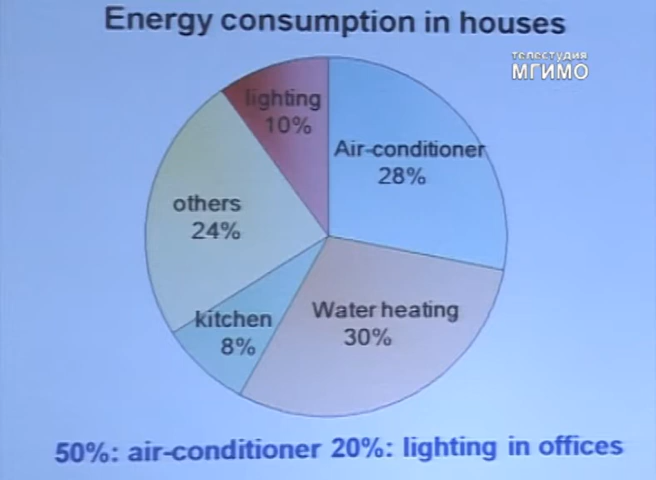 Energy consumption in houses
телестудия
МГИМО
lighting
10%
Air-conditioner
28%
others
24%
Water heating
30%
kitchen
8%
50%: air-conditioner 20%: lighting in offices